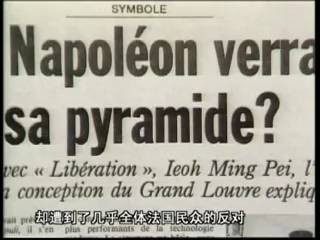 SYMBOLE
Napoléon verra
sa pyramide?
vec « Libération », Ieoh Ming Pei, l'
a conception du Grand Louvre expliq
却遭到了几乎全体法国民众的反对
plus performants de la technologie